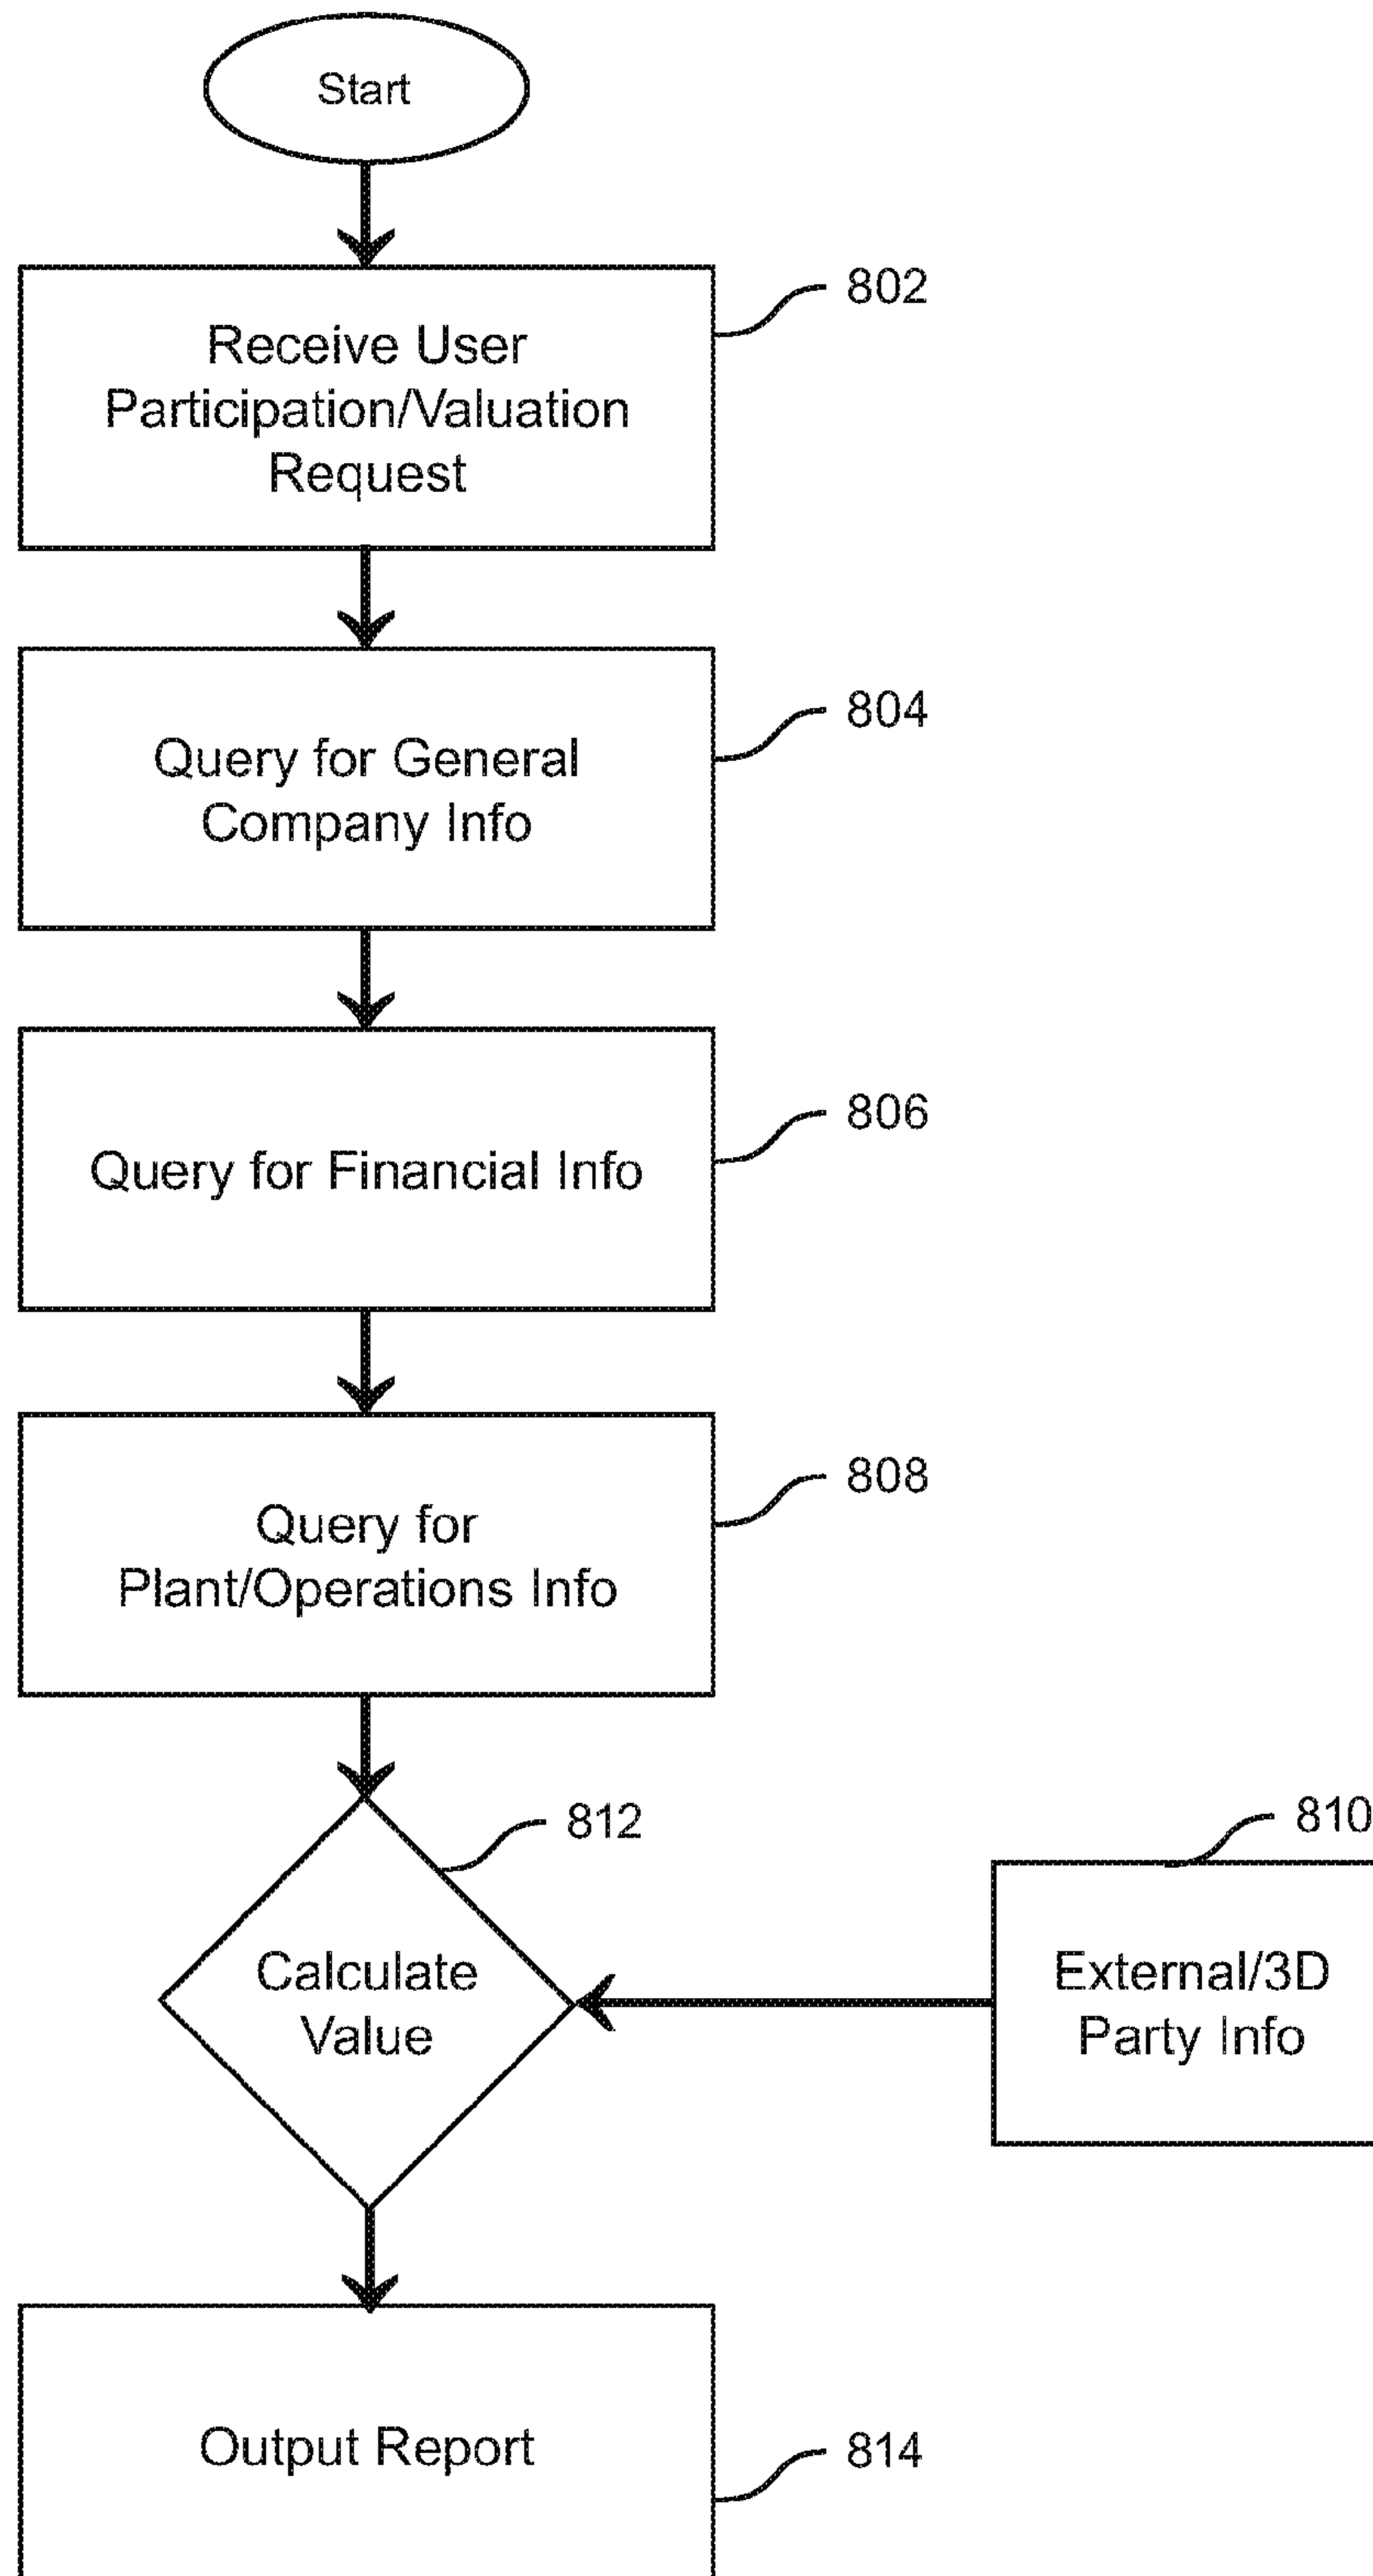 Start
802
Receive User
Participation/Valuation
Request
804
Query for General
Company Info
806
Query for Financial Info
808
Query for
Plant/Operations Info
812
810
Calculate
Value
External/3D
Party Info
Output Report
814